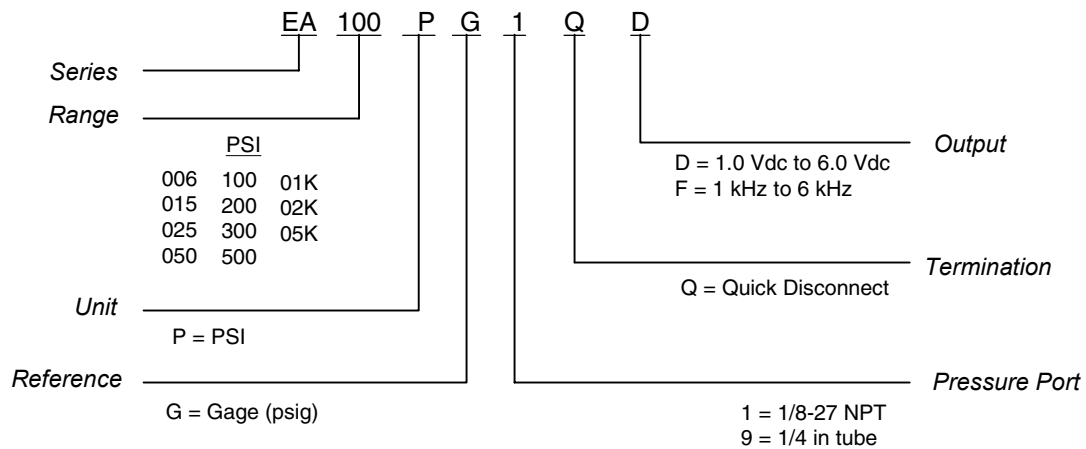 EA 100 P G 1 Q D
Series
Range
PSI
006 100 01K
015 200 02K
025 300 05K
050 500
Unit
P = PSI
Reference
G = Gage (psig)
Output
D = 1.0 Vdc to 6.0 Vdc
F = 1 kHz to 6 kHz
Termination
Q = Quick Disconnect
Pressure Port
1 = 1/8-27 NPT
9 = 1/4 in tube